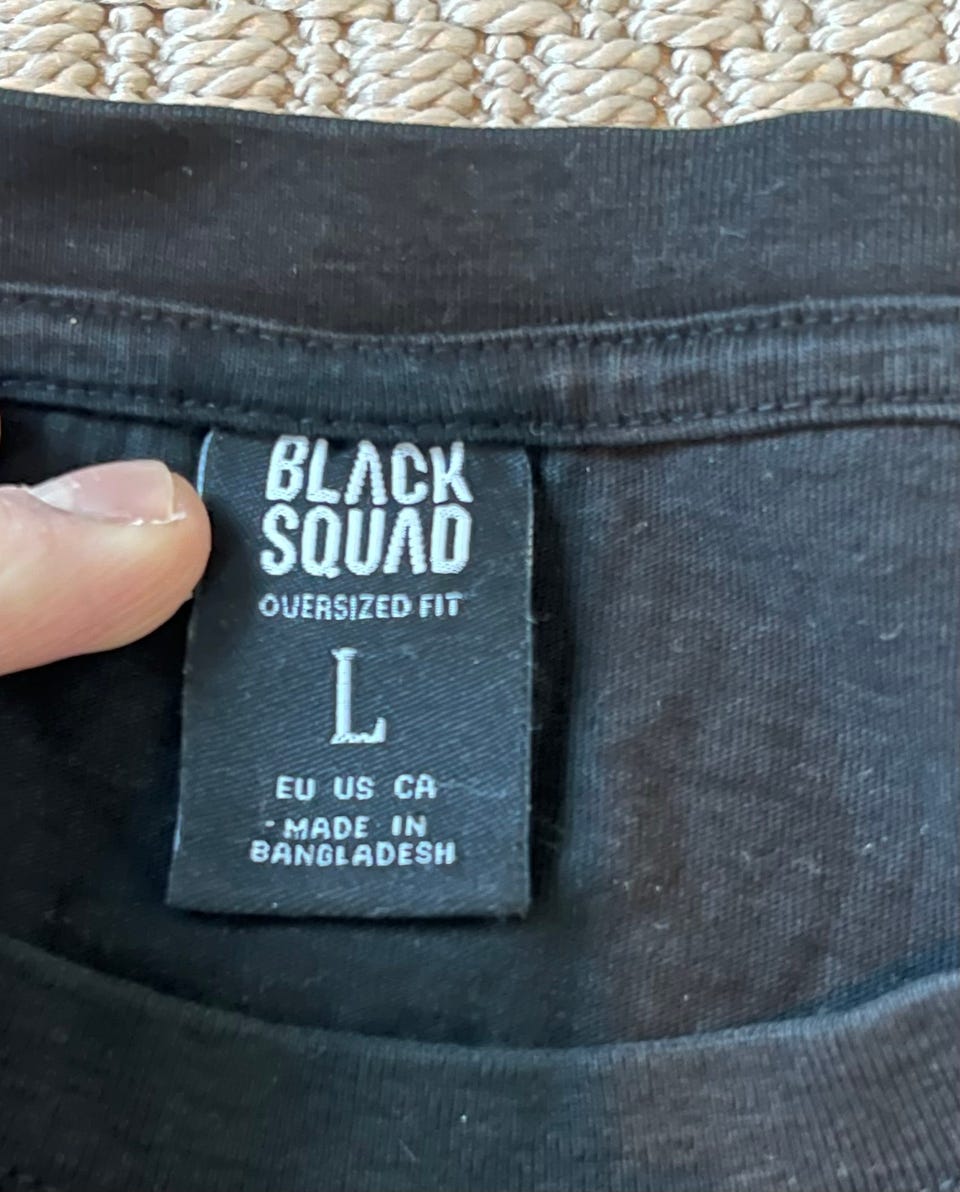 BLACK
SQUAD
OVERSIZED FIT
L
EU US CA
MADE IN
BANGLADESH